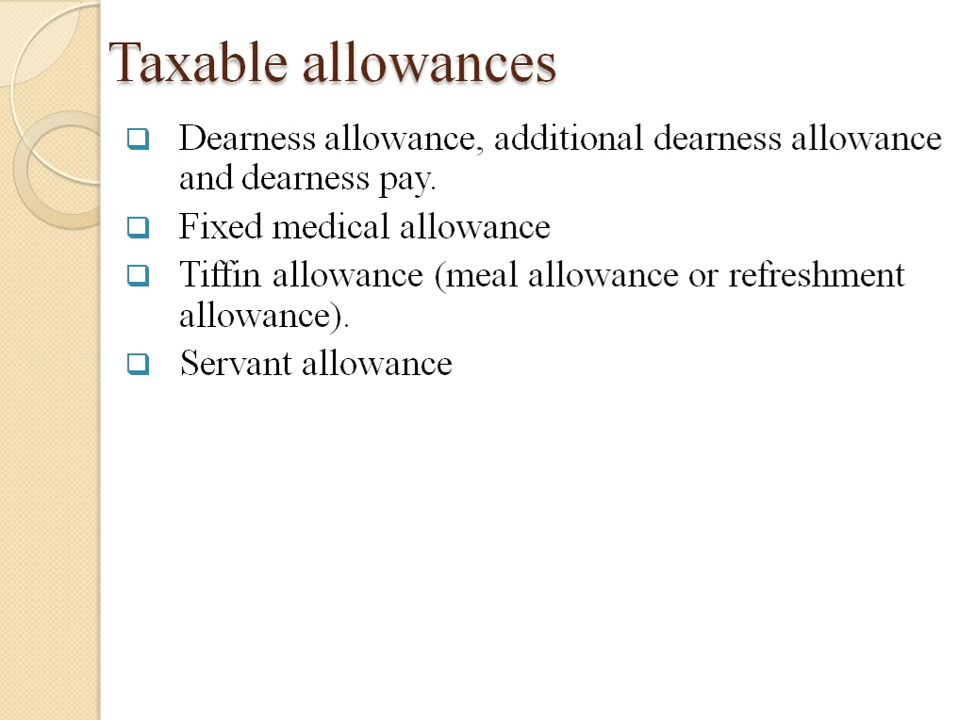 Taxable allowances
Dearness allowance, additional dearness allowance
and dearness pay.
Fixed medical allowance
Tiffin allowance (meal allowance or refreshment
allowance).
Servant allowance